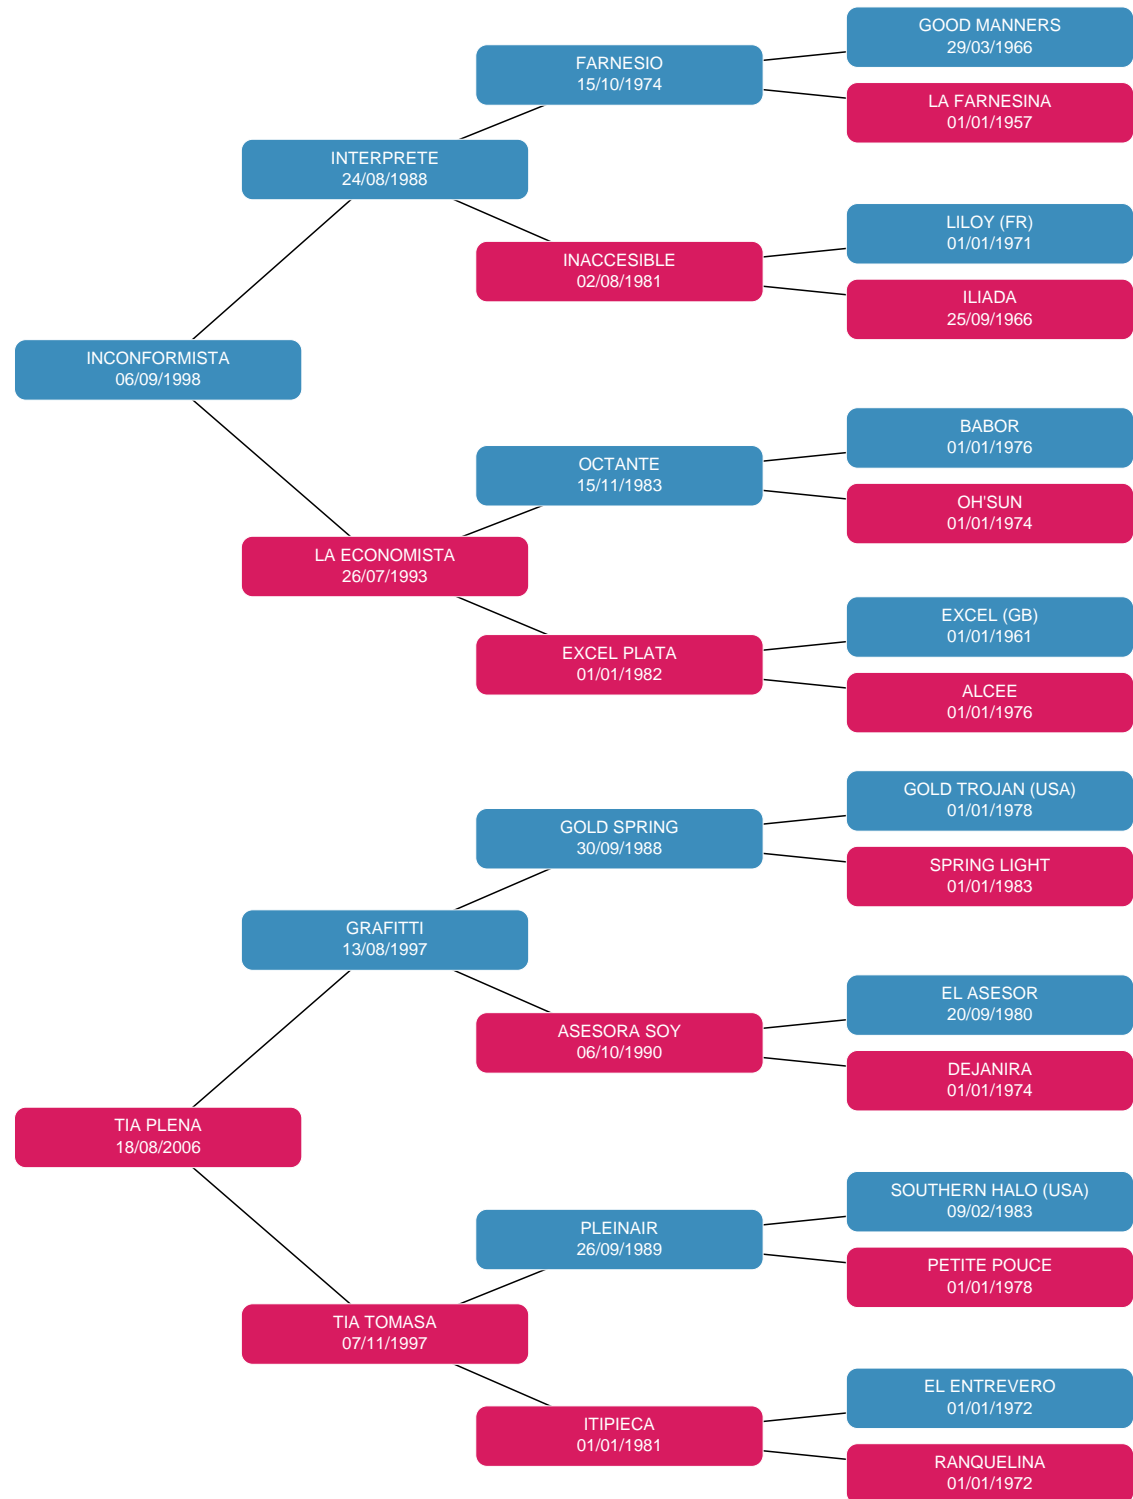 GOOD MANNERS
29/03/1966
FARNESIO
15/10/1974
LA FARNESINA
01/01/1957
INTERPRETE
24/08/1988
LILOY (FR)
01/01/1971
INACCESIBLE
02/08/1981
ILIADA
25/09/1966
INCONFORMISTA
06/09/1998
BABOR
01/01/1976
OCTANTE
15/11/1983
OH'SUN
01/01/1974
LA ECONOMISTA
26/07/1993
EXCEL (GB)
01/01/1961
EXCEL PLATA
01/01/1982
ALCEE
01/01/1976
GOLD TROJAN (USA)
01/01/1978
GOLD SPRING
30/09/1988
SPRING LIGHT
01/01/1983
GRAFITTI
13/08/1997
EL ASESOR
20/09/1980
ASESORA SOY
06/10/1990
DEJANIRA
01/01/1974
TIA PLENA
18/08/2006
SOUTHERN HALO (USA)
09/02/1983
PLEINAIR
26/09/1989
PETITE POUCE
01/01/1978
TIA TOMASA
07/11/1997
EL ENTREVERO
01/01/1972
ITIPIECA
01/01/1981
RANQUELINA
01/01/1972